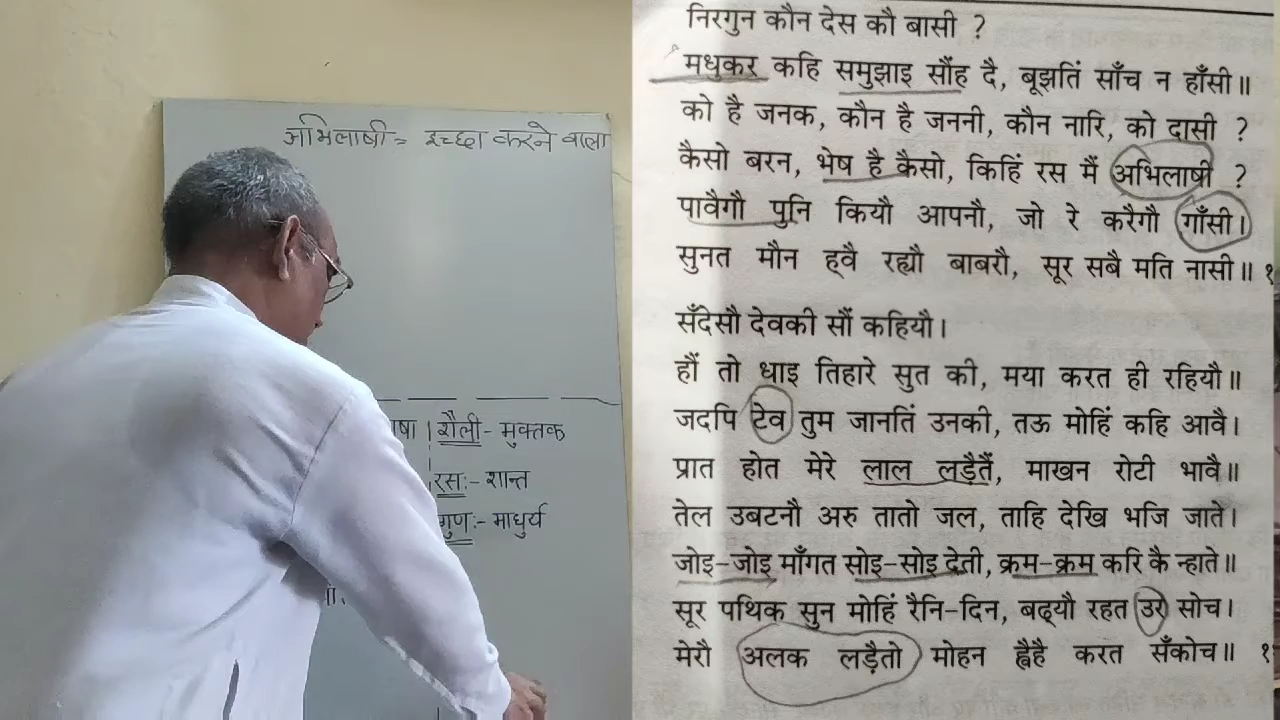 अभिलाषी = इच्छा करने वाला
शैली - मुक्तक
रस:- शान्त
गुण:- माधुर्य
निरगुन कौन देस कौ बासी ?
मधुकर कहि समुझाइ सौंह दै, बूझतिं साँच न हाँसी॥
को है जनक, कौन है जननी, कौन नारि, को दासी ?
कैसो बरन, भेष है कैसो, किहिं रस मैं अभिलाषी ?
पावैगौ पुनि कियौ आपनौ, जो रे करैगौ गाँसी।
सुनत मौन ह्वै रह्यौ बाबरौ, सूर सबै मति नासी॥
सँदेसौ देवकी सौं कहियौ।
हौं तो धाइ तिहारे सुत की, मया करत ही रहियौ॥
जदपि टेव तुम जानतिं उनकी, तऊ मोहिं कहि आवै।
प्रात होत मेरे लाल लड़ैतैं, माखन रोटी भावै॥
तेल उबटनौ अरु तातो जल, ताहि देखि भजि जाते।
जोइ-जोइ माँगत सोइ-सोइ देती, क्रम-क्रम करि कै न्हाते॥
सूर पथिक सुन मोहिं रैनि-दिन, बढ्यौ रहत उर सोच।
मेरौ अलक लड़ैतो मोहन ह्वैहै करत सँकोच॥